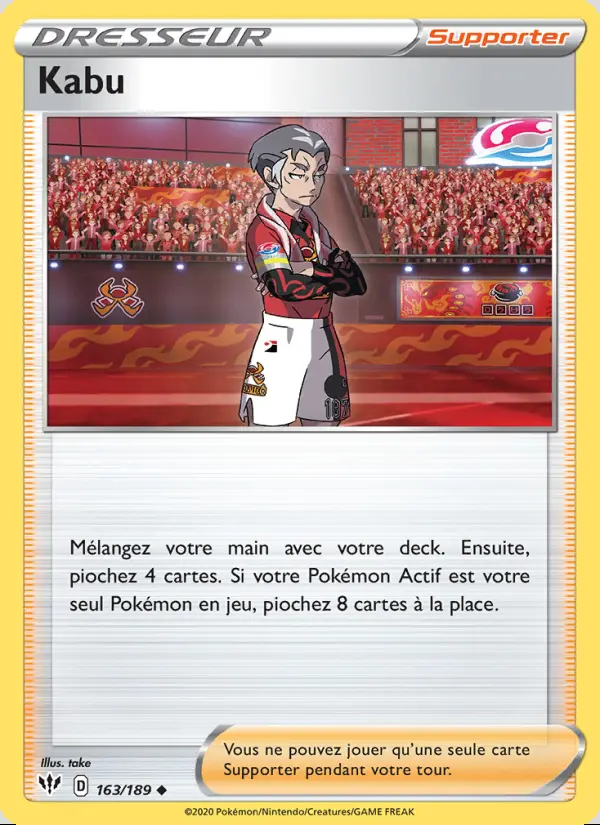 DRESSEUR
Supporter
Kabu
Mélangez votre main avec votre deck. Ensuite,
piochez 4 cartes. Si votre Pokémon Actif est votre
seul Pokémon en jeu, piochez 8 cartes à la place.
Illus. take
Vous ne pouvez jouer qu'une seule carte
Supporter pendant votre tour.
D 163/189
©2020 Pokémon/Nintendo/Creatures/GAME FREAK